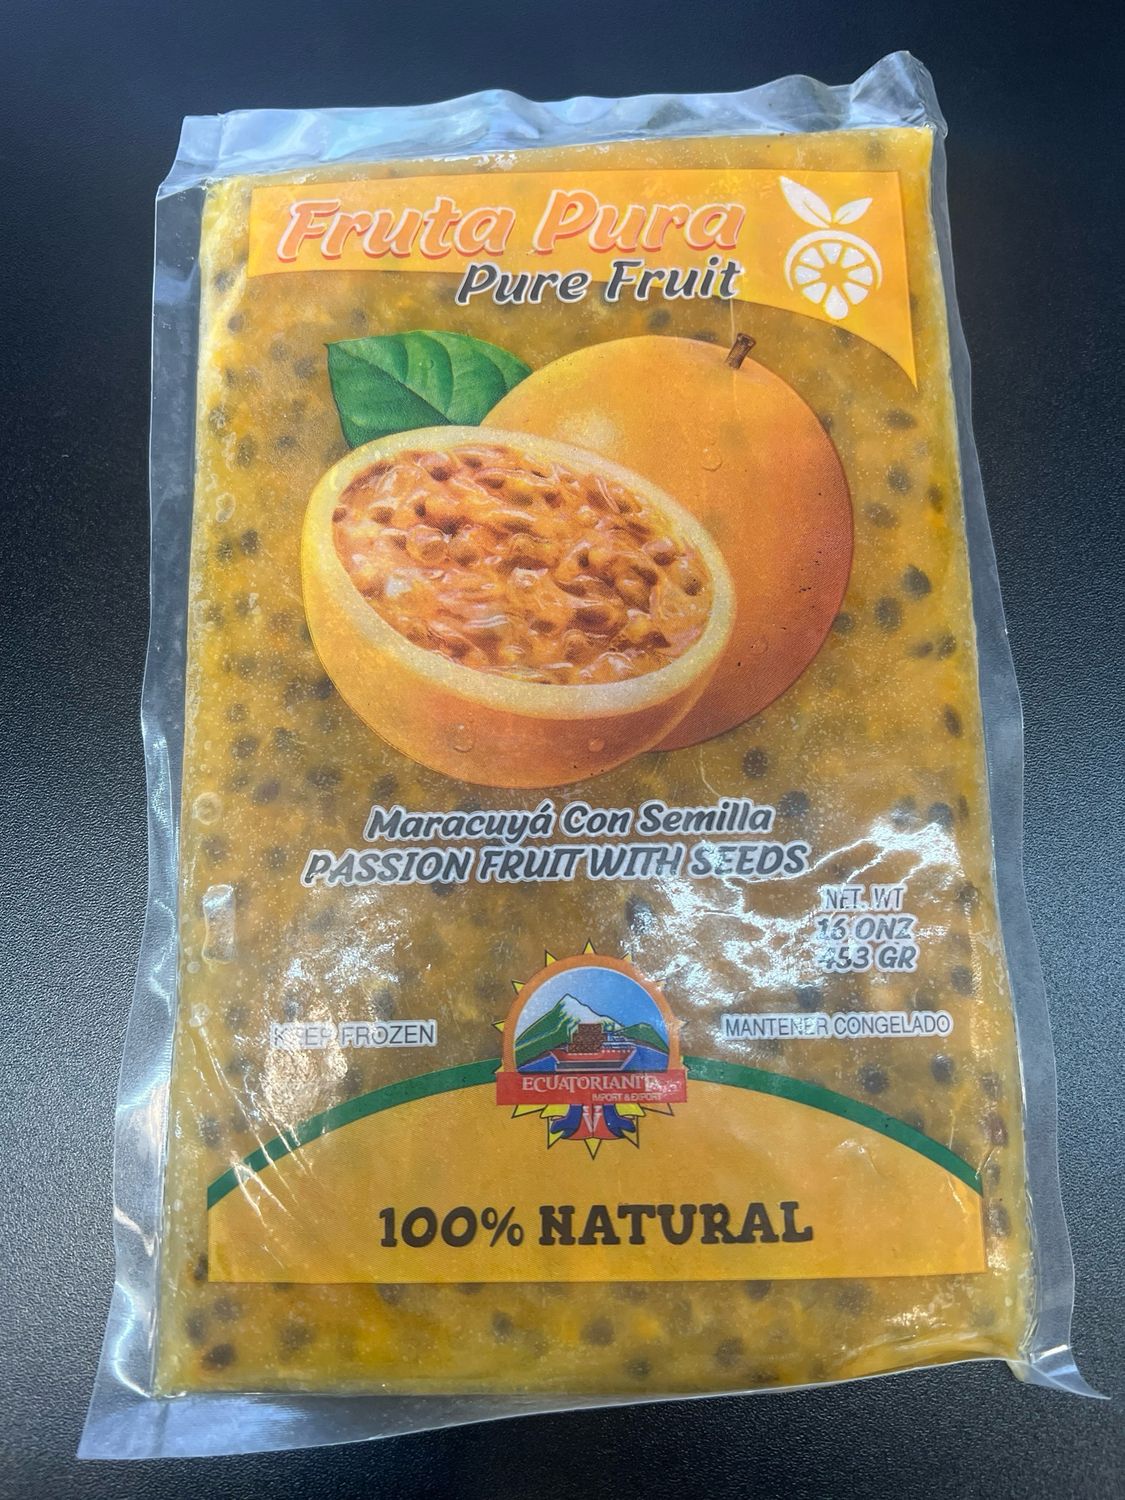 Fruta Pura
Pure Fruit
Maracuyá Con Semilla
PASSION FRUIT WITH SEEDS
NET. WT
16 ONZ
453 GR
KEEP FROZEN
MANTENER CONGELADO
ECUATORIANITA
IMPORT & EXPORT
100% NATURAL